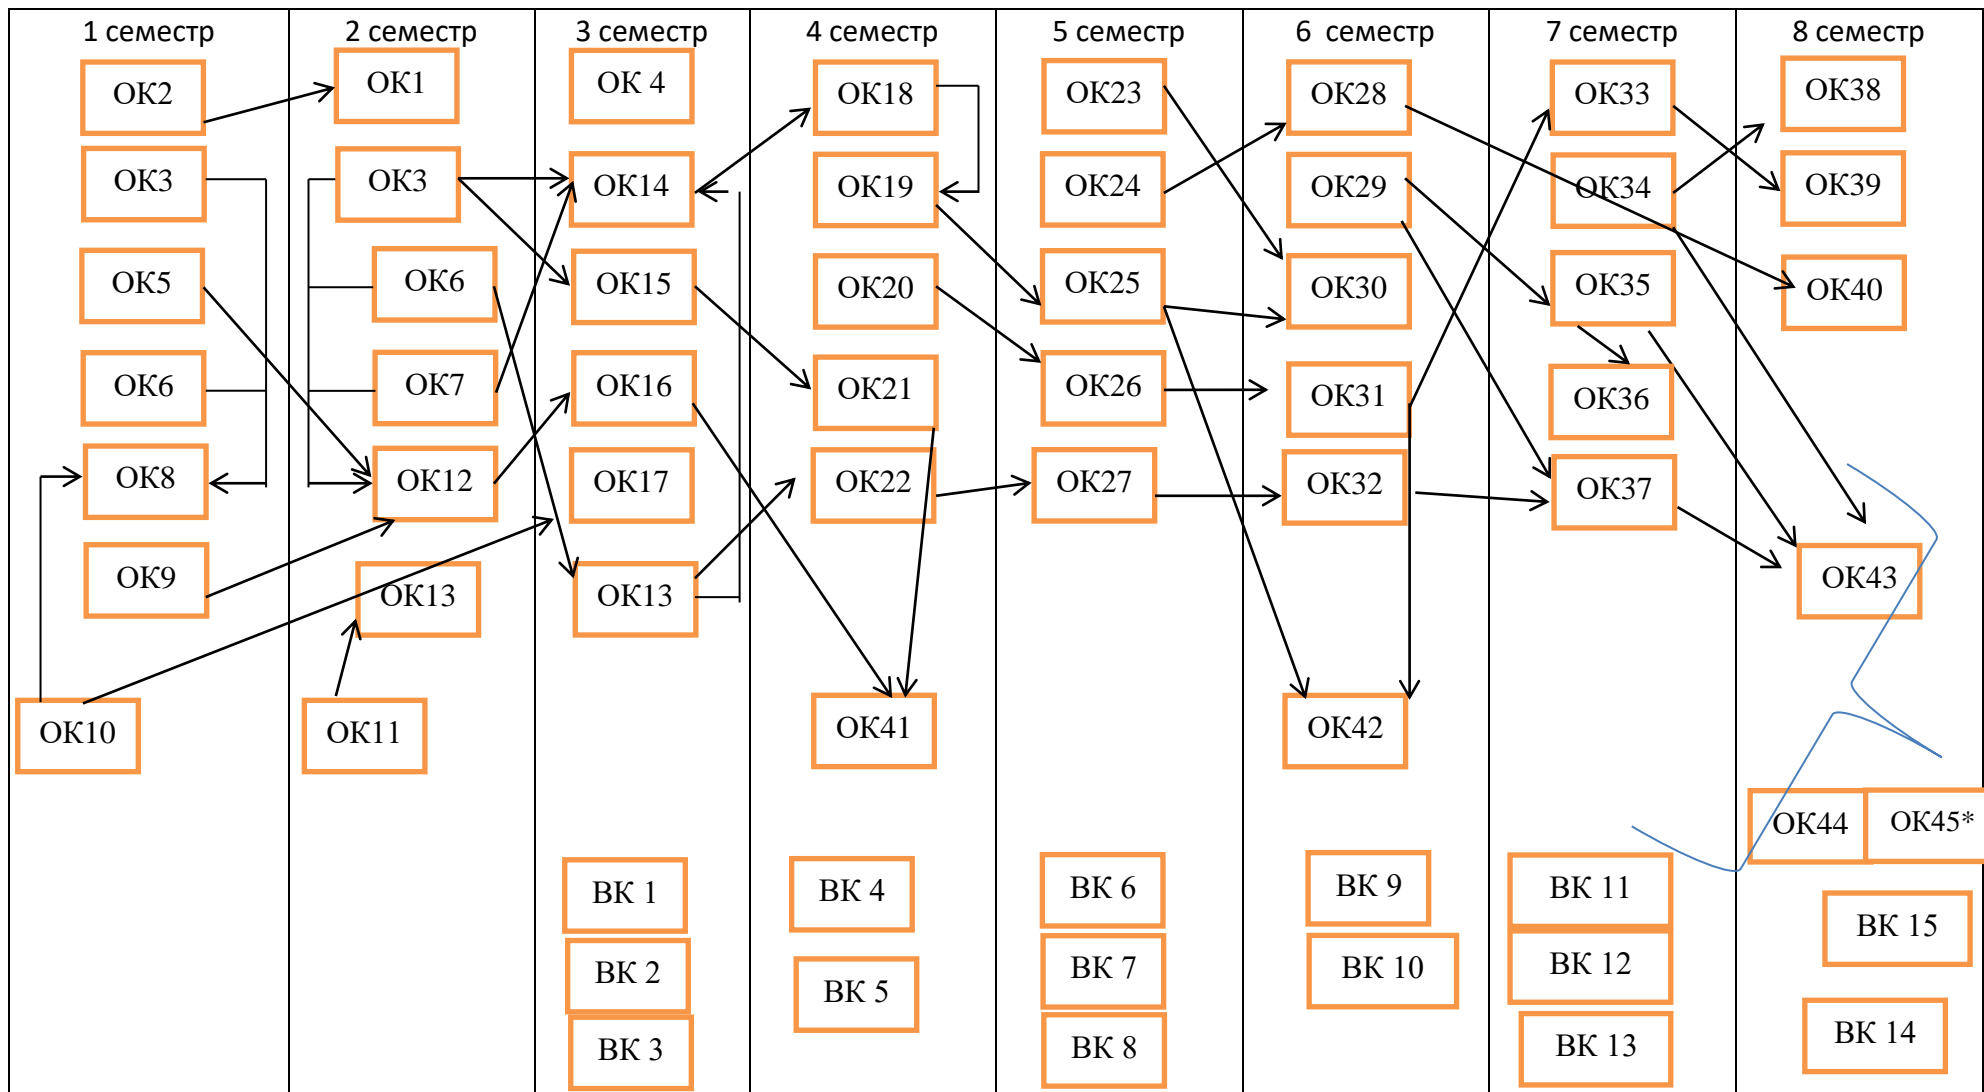 1 семестр
ОК2
ОК3
ОК5
ОК6
ОК8
ОК9
ОК10
2 семестр
ОК1
ОК3
ОК6
ОК7
ОК12
ОК13
ОК11
3 семестр
ОК 4
ОК14
ОК15
ОК16
ОК17
ОК13
ВК 1
ВК 2
ВК 3
4 семестр
ОК18
ОК19
ОК20
ОК21
ОК22
ОК41
ВК 4
ВК 5
5 семестр
ОК23
ОК24
ОК25
ОК26
ОК27
ВК 6
ВК 7
ВК 8
6 семестр
ОК28
ОК29
ОК30
ОК31
ОК32
ОК42
ВК 9
ВК 10
7 семестр
ОК33
ОК34
ОК35
ОК36
ОК37
ВК 11
ВК 12
ВК 13
8 семестр
ОК38
ОК39
ОК40
ОК43
ОК44
ОК45*
ВК 15
ВК 14